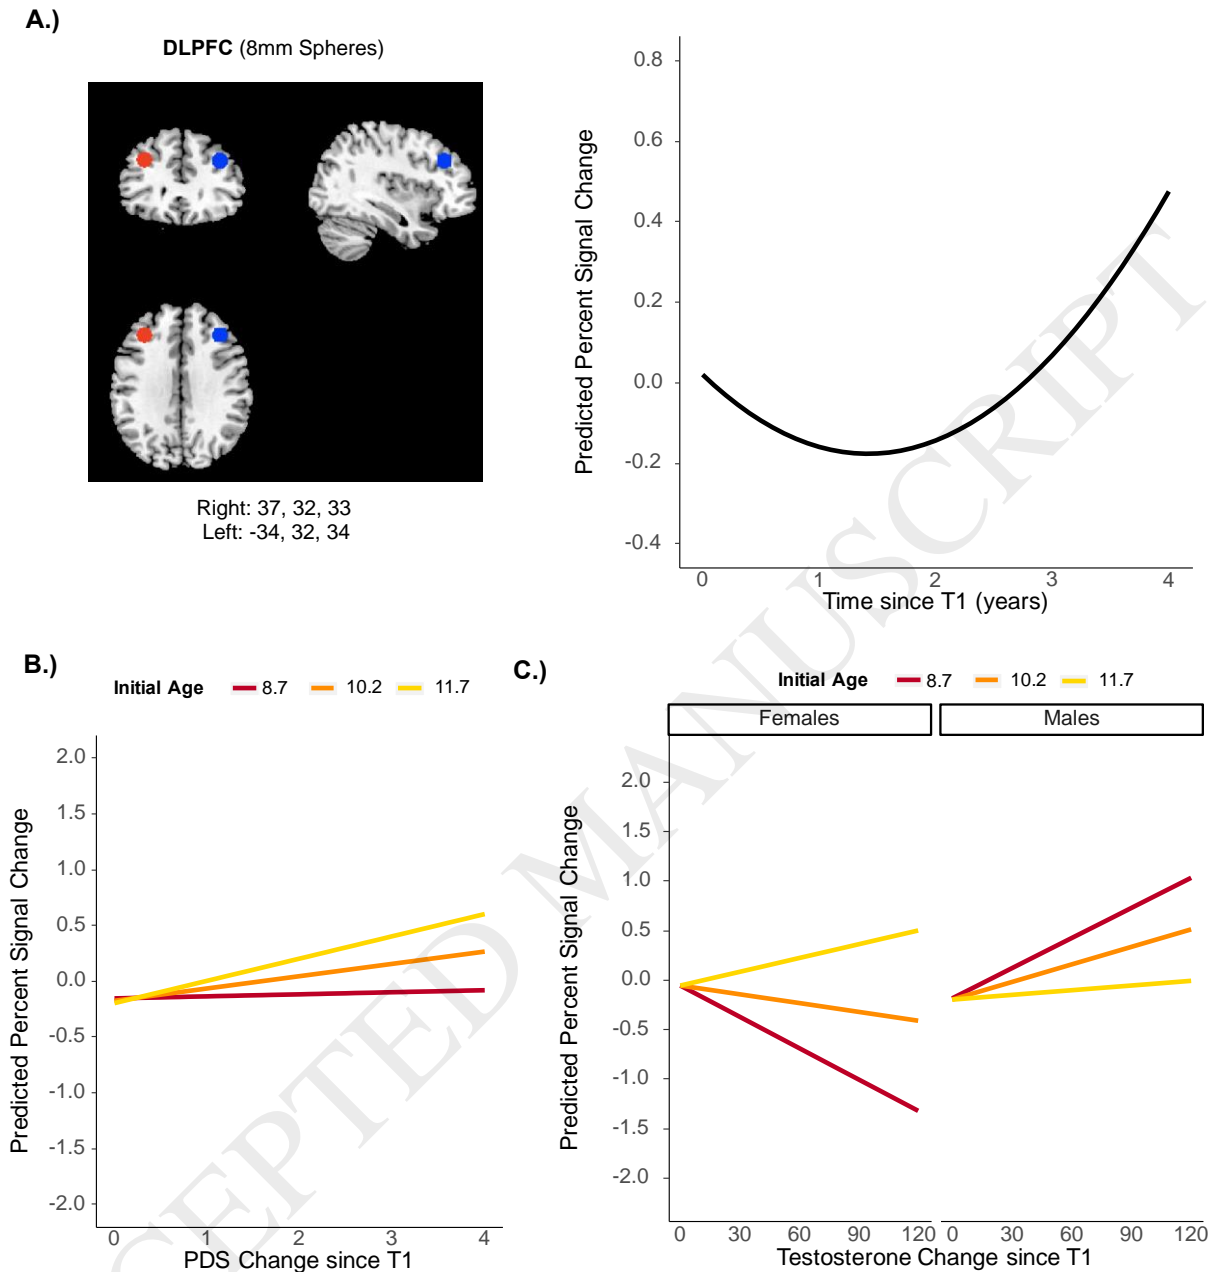 A.)
DLPFC (8mm Spheres)
Right: 37, 32, 33
Left: -34, 32, 34
Predicted Percent Signal Change
0.8
0.6
0.4
0.2
0.0
-0.2
-0.4
0 1 2 3 4
Time since T1 (years)
B.)
Initial Age 8.7 10.2 11.7
Predicted Percent Signal Change
2.0
1.5
1.0
0.5
0.0
-0.5
-1.0
-1.5
-2.0
0 1 2 3 4
PDS Change since T1
C.)
Initial Age 8.7 10.2 11.7
Females Males
Predicted Percent Signal Change
2.0
1.5
1.0
0.5
0.0
-0.5
-1.0
-1.5
-2.0
0 30 60 90 120 0 30 60 90 120
Testosterone Change since T1
CEPTED MANUSCRIPT